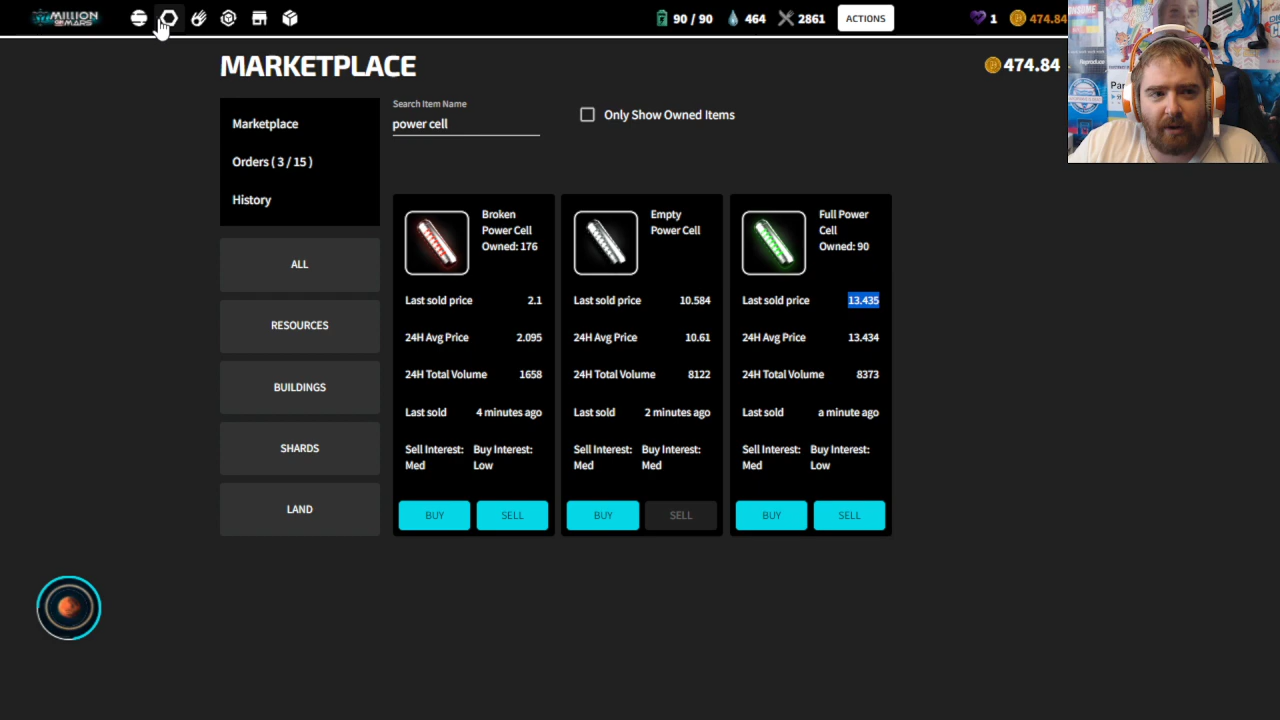 MILLION
ON MARS
90 / 90
464
2861
ACTIONS
1
474.84
MARKETPLACE
474.84
Marketplace
Orders ( 3 / 15 )
History
ALL
RESOURCES
BUILDINGS
SHARDS
LAND
Search Item Name
power cell
Only Show Owned Items
Broken
Power Cell
Owned: 176
Last sold price 2.1
24H Avg Price 2.095
24H Total Volume 1658
Last sold 4 minutes ago
Sell Interest: Buy Interest:
Med Low
BUY SELL
Empty
Power Cell
Last sold price 10.584
24H Avg Price 10.61
24H Total Volume 8122
Last sold 2 minutes ago
Sell Interest: Buy Interest:
Med Med
BUY SELL
Full Power
Cell
Owned: 90
Last sold price 13.435
24H Avg Price 13.434
24H Total Volume 8373
Last sold a minute ago
Sell Interest: Buy Interest:
Med Low
BUY SELL
Reproduce